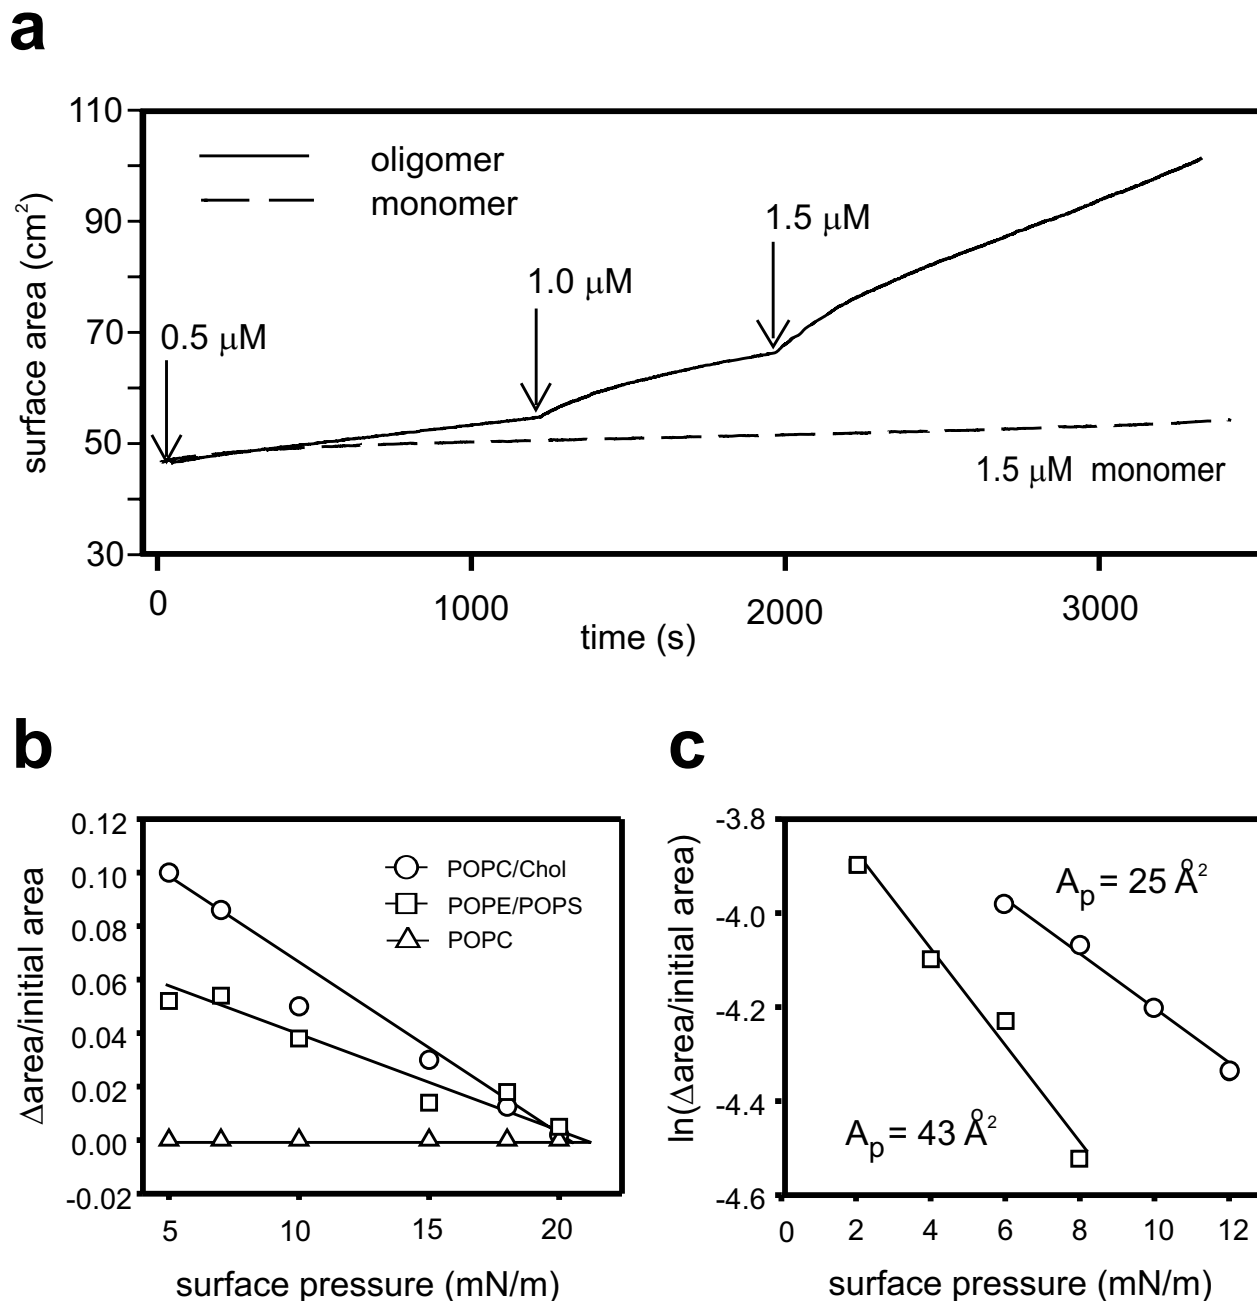 a
110
90
70
50
30
surface area (cm²)
oligomer
monomer
0.5 μM
1.0 μM
1.5 μM
1.5 μM monomer
0
1000
2000
3000
time (s)
b
0.12
0.10
0.08
0.06
0.04
0.02
0.00
-0.02
Δarea/initial area
POPC/Chol
POPE/POPS
POPC
5
10
15
20
surface pressure (mN/m)
c
-3.8
-4.0
-4.2
-4.4
-4.6
ln(Δarea/initial area)
Aₚ = 25 Å²
Aₚ = 43 Å²
0
2
4
6
8
10
12
surface pressure (mN/m)